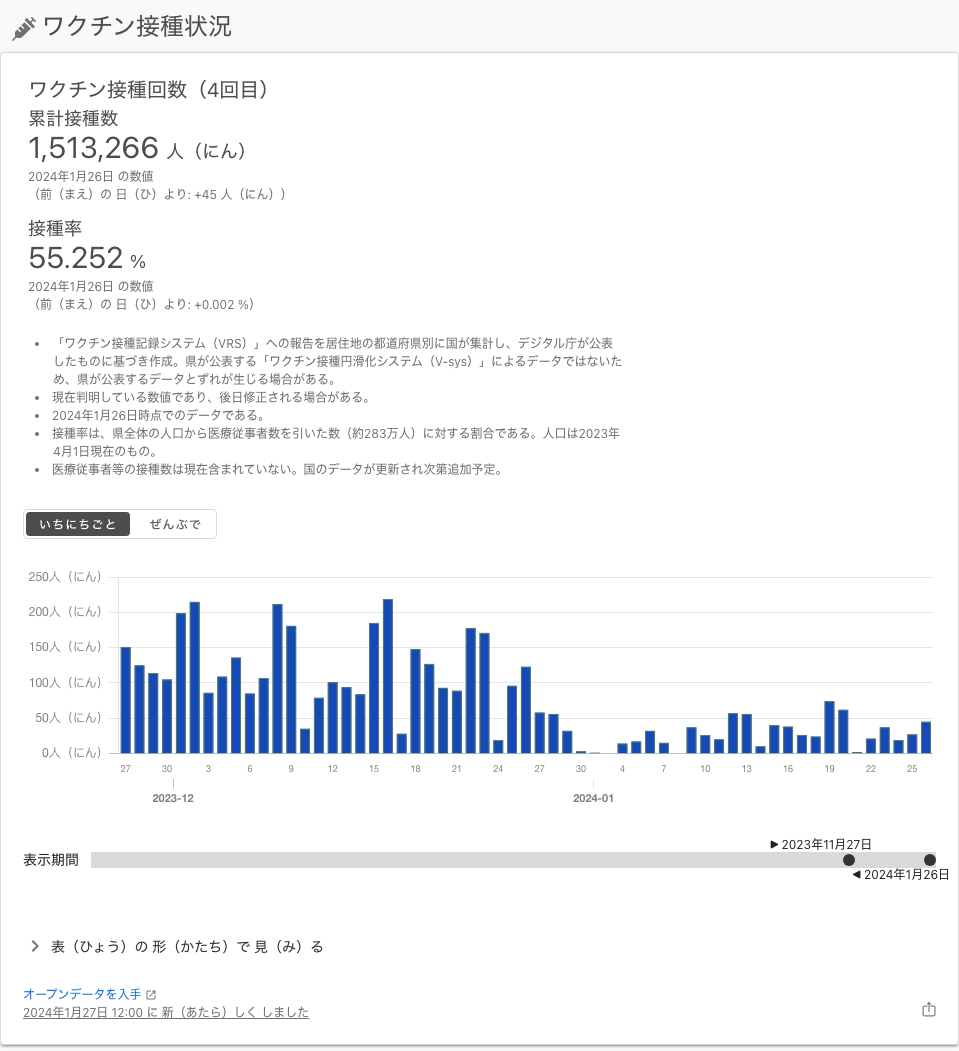 ワクチン接種状況
ワクチン接種回数（4回目）
累計接種数
1,513,266 人（にん）
2024年1月26日 の数値
（前（まえ）の 日（ひ）より: +45 人（にん））
接種率
55.252 %
2024年1月26日 の数値
（前（まえ）の 日（ひ）より: +0.002 %）
• 「ワクチン接種記録システム（VRS）」への報告を居住地の都道府県別に国が集計し、デジタル庁が公表
したものに基づき作成。県が公表する「ワクチン接種円滑化システム（V-sys）」によるデータではないた
め、県が公表するデータとずれが生じる場合がある。
• 現在判明している数値であり、後日修正される場合がある。
• 2024年1月26日時点でのデータである。
• 接種率は、県全体の人口から医療従事者数を引いた数（約283万人）に対する割合である。人口は2023年
4月1日現在のもの。
• 医療従事者等の接種数は現在含まれていない。国のデータが更新され次第追加予定。
いちにちごと ぜんぶで
250人（にん）
200人（にん）
150人（にん）
100人（にん）
50人（にん）
0人（にん）
27 30 3 6 9 12 15 18 21 24 27 30 4 7 10 13 16 19 22 25
2023-12 2024-01
▶ 2023年11月27日
表示期間
◀ 2024年1月26日
表（ひょう）の 形（かたち）で 見（み）る
オープンデータを入手
2024年1月27日 12:00 に 新（あたら）しく しました